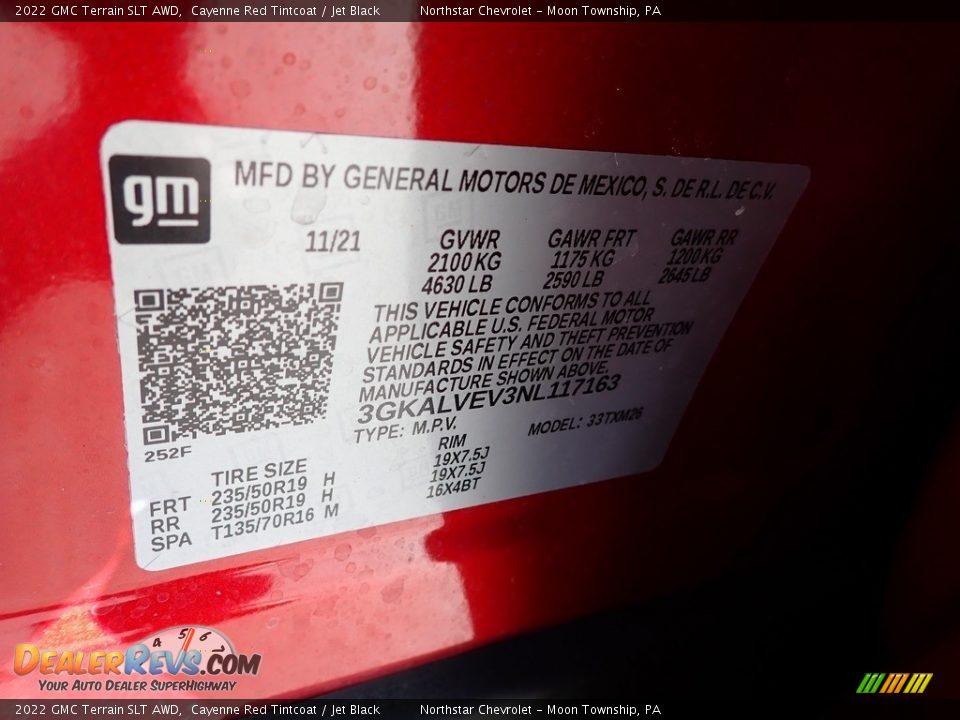 2022 GMC Terrain SLT AWD, Cayenne Red Tintcoat / Jet Black Northstar Chevrolet - Moon Township, PA
gm
MFD BY GENERAL MOTORS DE MEXICO, S. DE R.L. DE C.V.
11/21 GVWR GAWR FRT GAWR RR
2100 KG 1175 KG 1200 KG
4630 LB 2590 LB 2645 LB
THIS VEHICLE CONFORMS TO ALL
APPLICABLE U.S. FEDERAL MOTOR
VEHICLE SAFETY AND THEFT PREVENTION
STANDARDS IN EFFECT ON THE DATE OF
MANUFACTURE SHOWN ABOVE.
3GKALVEV3NL117163
TYPE: M.P.V. MODEL: 33TXM26
252F
TIRE SIZE RIM
FRT 235/50R19 H 19X7.5J
RR 235/50R19 H 19X7.5J
SPA T135/70R16 M 16X4BT
4 5 6
DealerRevs.com
Your Auto Dealer SuperHighway
2022 GMC Terrain SLT AWD, Cayenne Red Tintcoat / Jet Black Northstar Chevrolet - Moon Township, PA